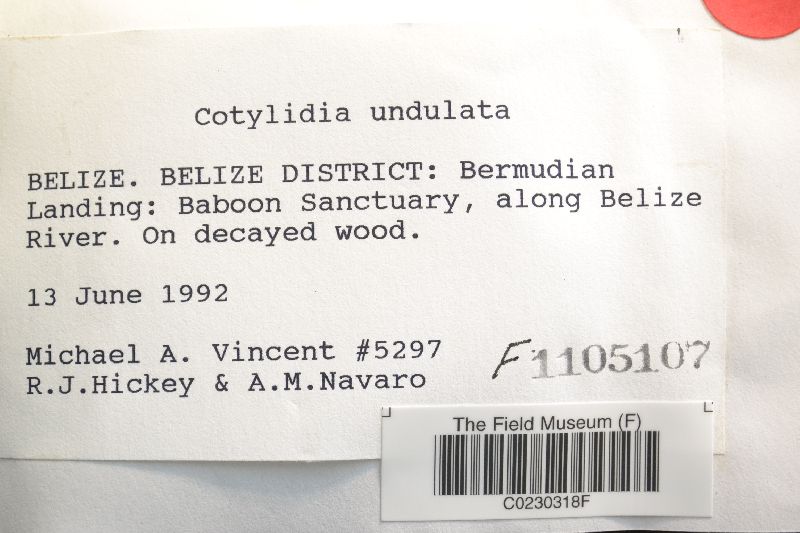 Cotylidia undulata
BELIZE. BELIZE DISTRICT: Bermudian
Landing: Baboon Sanctuary, along Belize
River. On decayed wood.
13 June 1992
Michael A. Vincent #5297
R.J.Hickey & A.M.Navaro
F1105107
The Field Museum (F)
C0230318F